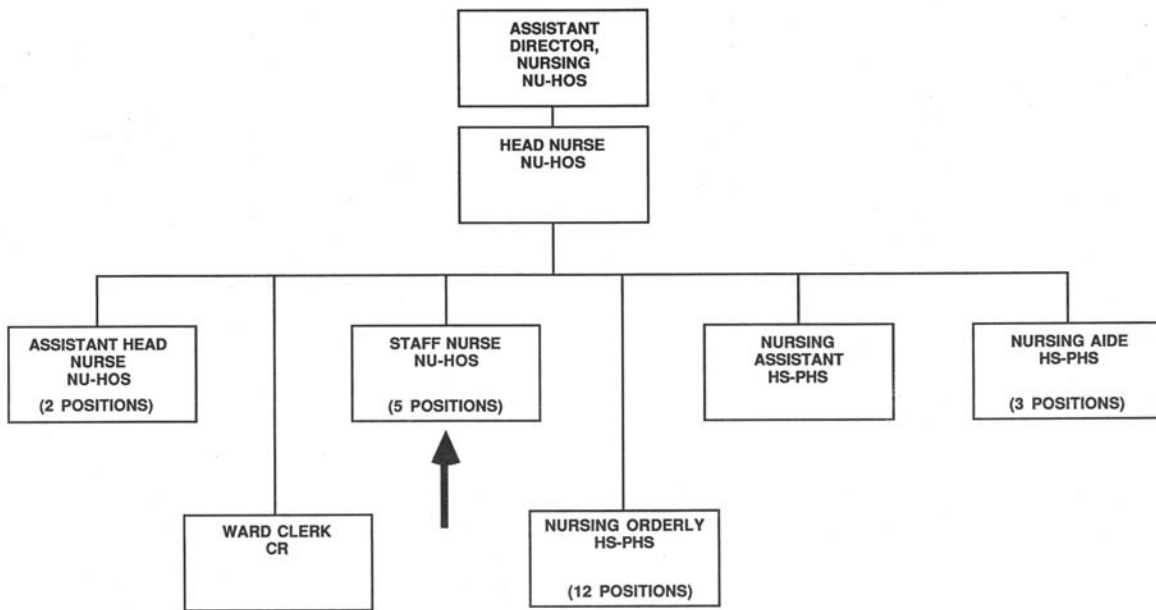 ASSISTANT
DIRECTOR,
NURSING
NU-HOS
HEAD NURSE
NU-HOS
ASSISTANT HEAD
NURSE
NU-HOS
(2 POSITIONS)
STAFF NURSE
NU-HOS
(5 POSITIONS)
NURSING
ASSISTANT
HS-PHS
NURSING AIDE
HS-PHS
(3 POSITIONS)
WARD CLERK
CR
NURSING ORDERLY
HS-PHS
(12 POSITIONS)